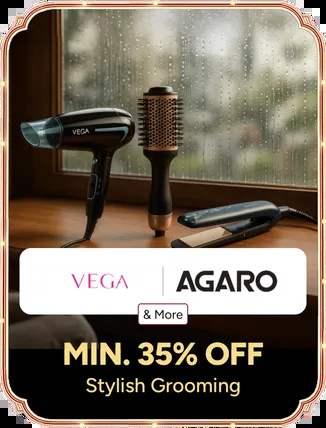 VEGA
VEGA
AGARO
& More
MIN. 35% OFF
Stylish Grooming